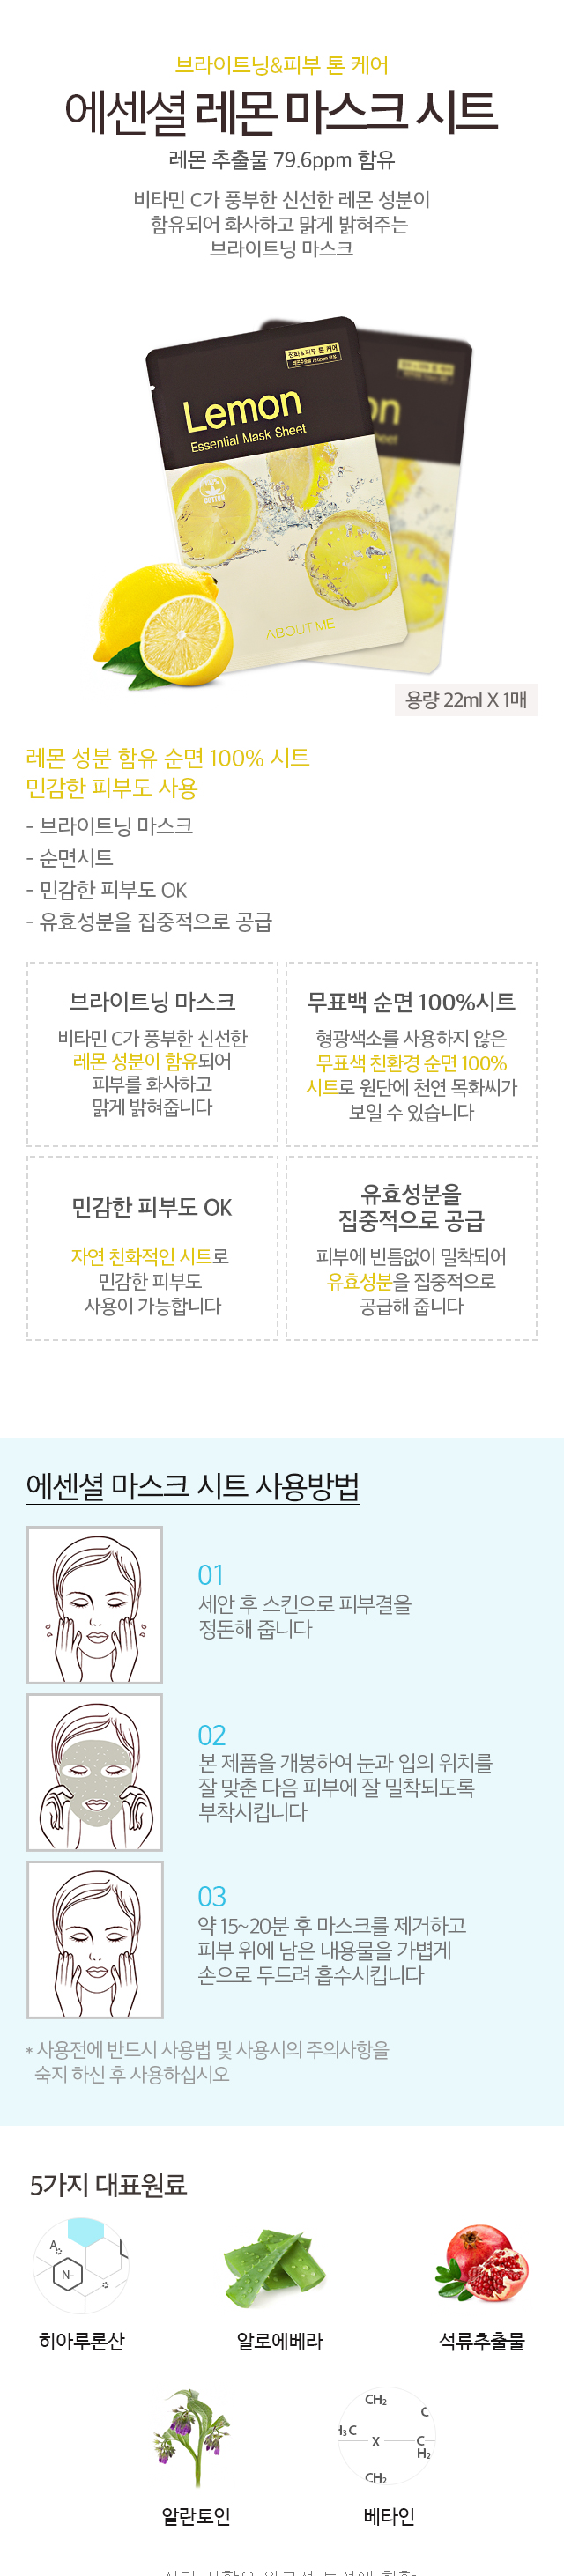 브라이트닝&피부 톤 케어
에센셜 레몬 마스크 시트
레몬 추출물 79.6ppm 함유
비타민 C가 풍부한 신선한 레몬 성분이
함유되어 화사하고 맑게 밝혀주는
브라이트닝 마스크
Lemon
Essential Mask Sheet
ABOUT ME
용량 22ml X 1매
레몬 성분 함유 순면 100% 시트
민감한 피부도 사용
- 브라이트닝 마스크
- 순면시트
- 민감한 피부도 OK
- 유효성분을 집중적으로 공급
브라이트닝 마스크
비타민 C가 풍부한 신선한
레몬 성분이 함유되어
피부를 화사하고
맑게 밝혀줍니다
무표백 순면 100%시트
형광색소를 사용하지 않은
무표색 친환경 순면 100%
시트로 원단에 천연 목화씨가
보일 수 있습니다
민감한 피부도 OK
자연 친화적인 시트로
민감한 피부도
사용이 가능합니다
유효성분을
집중적으로 공급
피부에 빈틈없이 밀착되어
유효성분을 집중적으로
공급해 줍니다
에센셜 마스크 시트 사용방법
01
세안 후 스킨으로 피부결을
정돈해 줍니다
02
본 제품을 개봉하여 눈과 입의 위치를
잘 맞춘 다음 피부에 잘 밀착되도록
부착시킵니다
03
약 15~20분 후 마스크를 제거하고
피부 위에 남은 내용물을 가볍게
손으로 두드려 흡수시킵니다
* 사용전에 반드시 사용법 및 사용시의 주의사항을
숙지 하신 후 사용하십시오
5가지 대표원료
A
N-
히아루론산
알로에베라
석류추출물
CH2
C
H3C
X
C
H2
CH2
알란토인
베타인